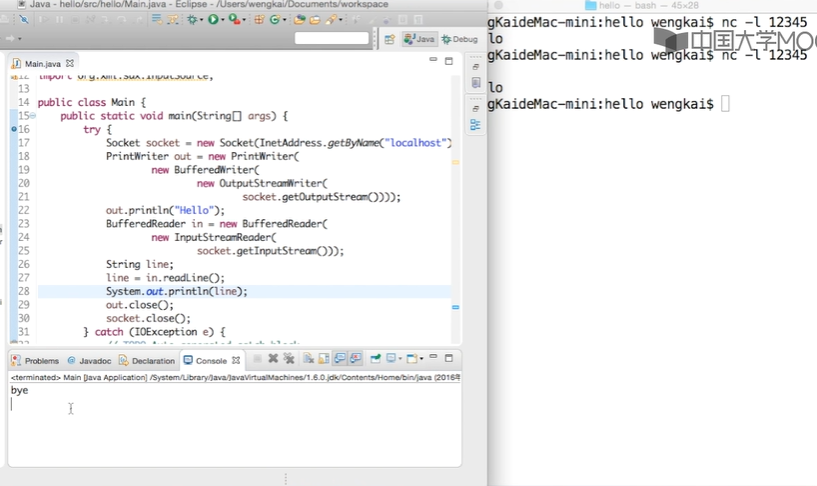 Java - hello/src/hello/Main.java - Eclipse - /Users/wengkai/Documents/workspace
Java Debug
Main.java
12 import org.xml.sax.InputSource;
13
14 public class Main {
15 public static void main(String[] args) {
16 try {
17 Socket socket = new Socket(InetAddress.getByName("localhost")
18 PrintWriter out = new PrintWriter(
19 new BufferedWriter(
20 new OutputStreamWriter(
21 socket.getOutputStream())));
22 out.println("Hello");
23 BufferedReader in = new BufferedReader(
24 new InputStreamReader(
25 socket.getInputStream()));
26 String line;
27 line = in.readLine();
28 System.out.println(line);
29 out.close();
30 socket.close();
31 } catch (IOException e) {
Problems Javadoc Declaration Console
<terminated> Main [Java Application] /System/Library/Java/JavaVirtualMachines/1.6.0.jdk/Contents/Home/bin/java (2016年
bye
hello — bash — 45×28
gKaideMac-mini:hello wengkai$ nc -l 12345
lo
gKaideMac-mini:hello wengkai$ nc -l 12345
lo
gKaideMac-mini:hello wengkai$
中国大学MOO